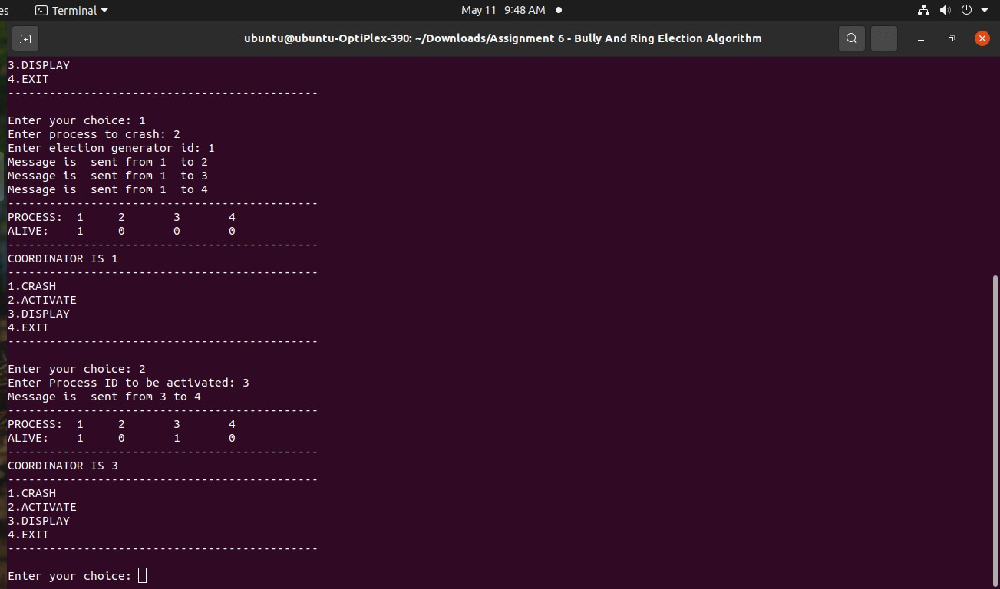 es Terminal May 11 9:48 AM
ubuntu@ubuntu-OptiPlex-390: ~/Downloads/Assignment 6 - Bully And Ring Election Algorithm
3.DISPLAY
4.EXIT
---------------------------------------------
Enter your choice: 1
Enter process to crash: 2
Enter election generator id: 1
Message is  sent from 1  to 2
Message is  sent from 1  to 3
Message is  sent from 1  to 4
---------------------------------------------
PROCESS:  1     2       3       4
ALIVE:    1     0       0       0
---------------------------------------------
COORDINATOR IS 1
---------------------------------------------
1.CRASH
2.ACTIVATE
3.DISPLAY
4.EXIT
---------------------------------------------
Enter your choice: 2
Enter Process ID to be activated: 3
Message is  sent from 3 to 4
---------------------------------------------
PROCESS:  1     2       3       4
ALIVE:    1     0       1       0
---------------------------------------------
COORDINATOR IS 3
---------------------------------------------
1.CRASH
2.ACTIVATE
3.DISPLAY
4.EXIT
---------------------------------------------
Enter your choice: